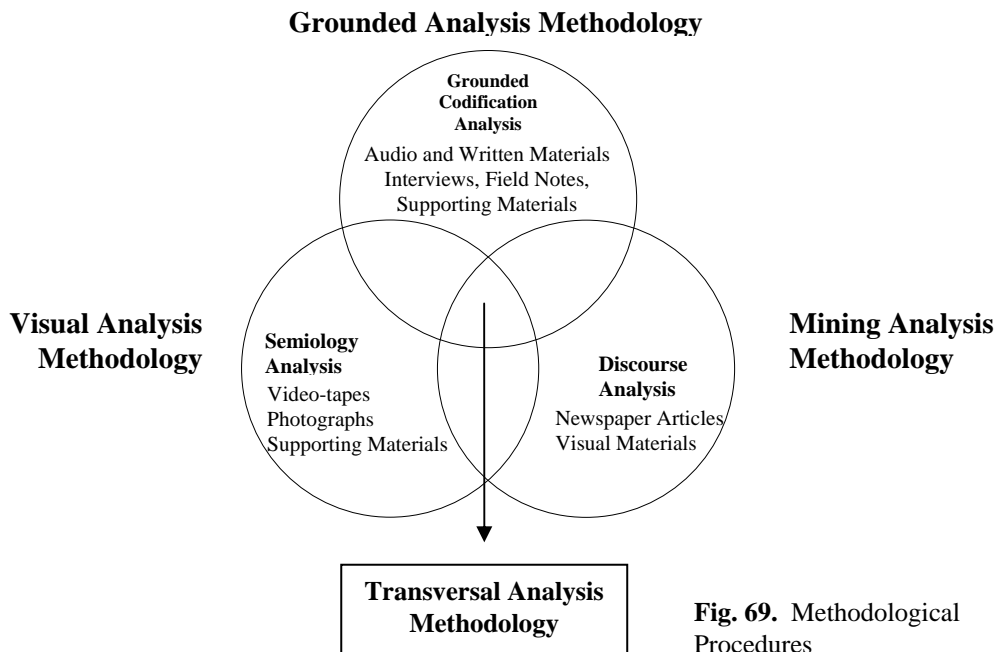 Grounded Analysis Methodology
Grounded
Codification
Analysis
Audio and Written Materials
Interviews, Field Notes,
Supporting Materials
Visual Analysis
Methodology
Semiology
Analysis
Video-tapes
Photographs
Supporting Materials
Discourse
Analysis
Newspaper Articles
Visual Materials
Mining Analysis
Methodology
Transversal Analysis
Methodology
Fig. 69. Methodological
Procedures